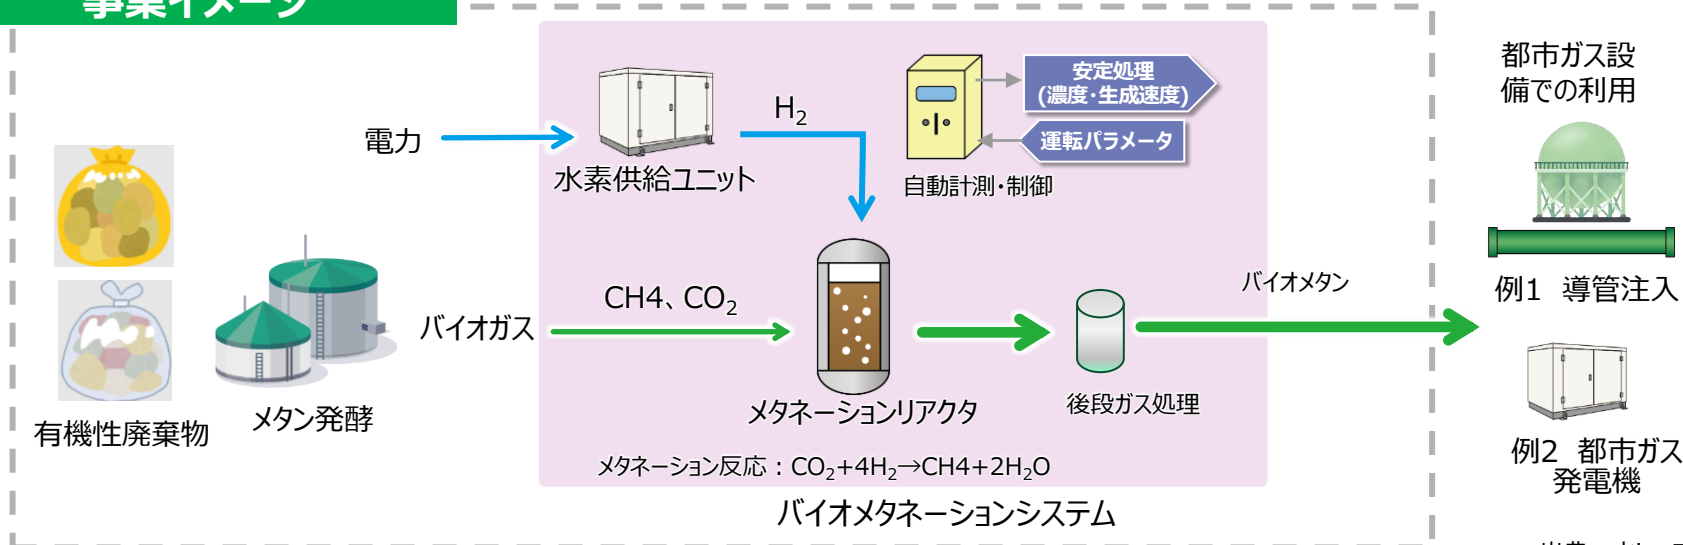 事業イメージ
都市ガス設
備での利用
安定処理
(濃度・生成速度)
H₂
電力
運転パラメータ
水素供給ユニット
自動計測・制御
バイオメタン
CH4、CO₂
例1 導管注入
バイオガス
メタネーションリアクタ
後段ガス処理
メタン発酵
有機性廃棄物
例2 都市ガス
発電機
メタネーション反応：CO₂+4H₂→CH4+2H₂O
バイオメタネーションシステム